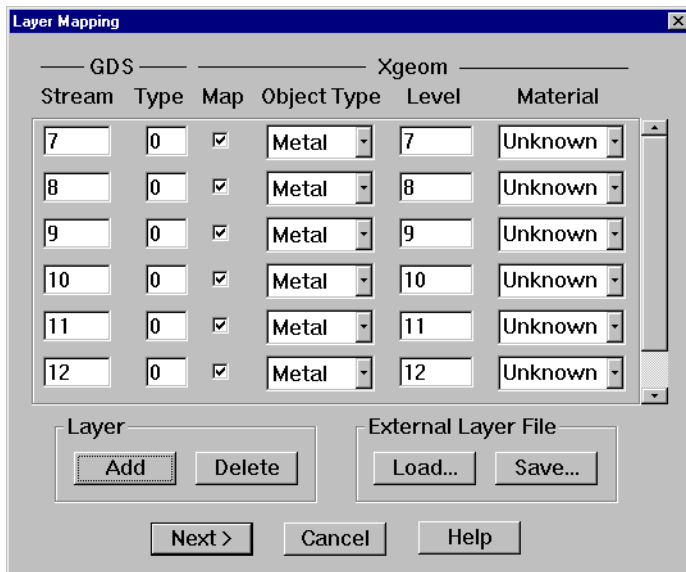 Layer Mapping
GDS Xgeom
Stream Type Map Object Type Level Material
7 0 Metal 7 Unknown
8 0 Metal 8 Unknown
9 0 Metal 9 Unknown
10 0 Metal 10 Unknown
11 0 Metal 11 Unknown
12 0 Metal 12 Unknown
Layer External Layer File
Add Delete Load... Save...
Next > Cancel Help